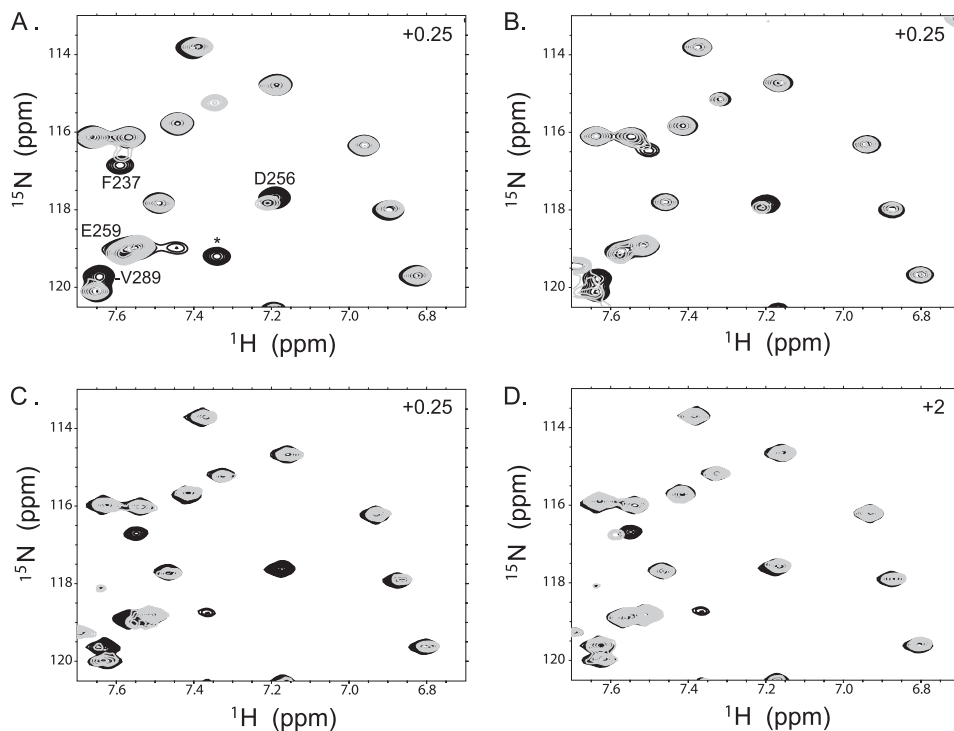 A.
+0.25
114
116
118
120
¹⁵N (ppm)
F237
D256
E259
*
-V289
7.6
7.4
7.2
7.0
6.8
¹H (ppm)
B.
+0.25
114
116
118
120
¹⁵N (ppm)
7.6
7.4
7.2
7.0
6.8
¹H (ppm)
C.
+0.25
114
116
118
120
¹⁵N (ppm)
7.6
7.4
7.2
7.0
6.8
¹H (ppm)
D.
+2
114
116
118
120
¹⁵N (ppm)
7.6
7.4
7.2
7.0
6.8
¹H (ppm)